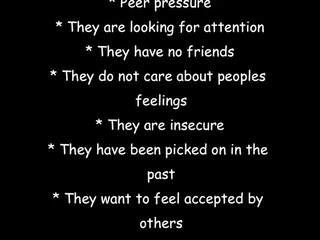 * Peer pressure
* They are looking for attention
* They have no friends
* They do not care about peoples
feelings
* They are insecure
* They have been picked on in the
past
* They want to feel accepted by
others